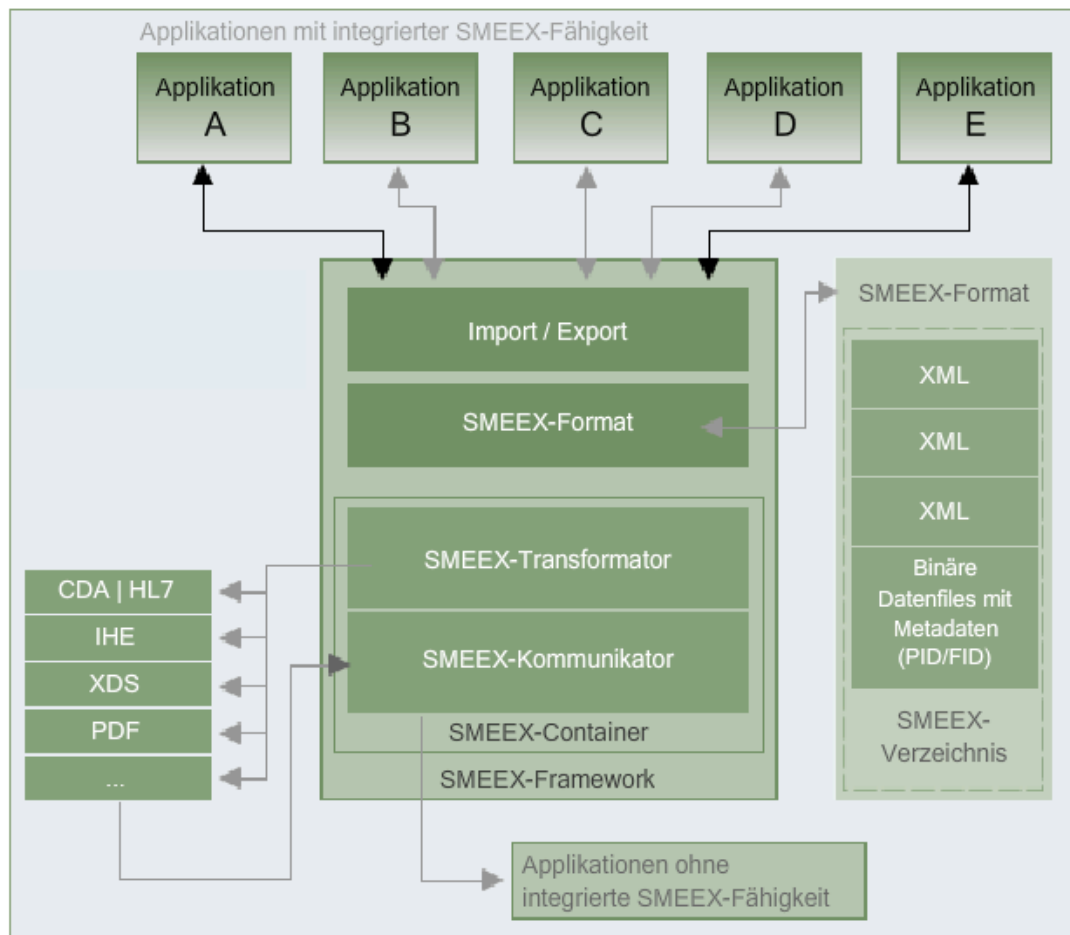 Applikationen mit integrierter SMEEX-Fähigkeit
Applikation
A
Applikation
B
Applikation
C
Applikation
D
Applikation
E
Import / Export
SMEEX-Format
SMEEX-Transformator
SMEEX-Kommunikator
SMEEX-Container
SMEEX-Framework
SMEEX-Format
XML
XML
XML
Binäre
Datenfiles mit
Metadaten
(PID/FID)
SMEEX-
Verzeichnis
CDA | HL7
IHE
XDS
PDF
...
Applikationen ohne
integrierte SMEEX-Fähigkeit